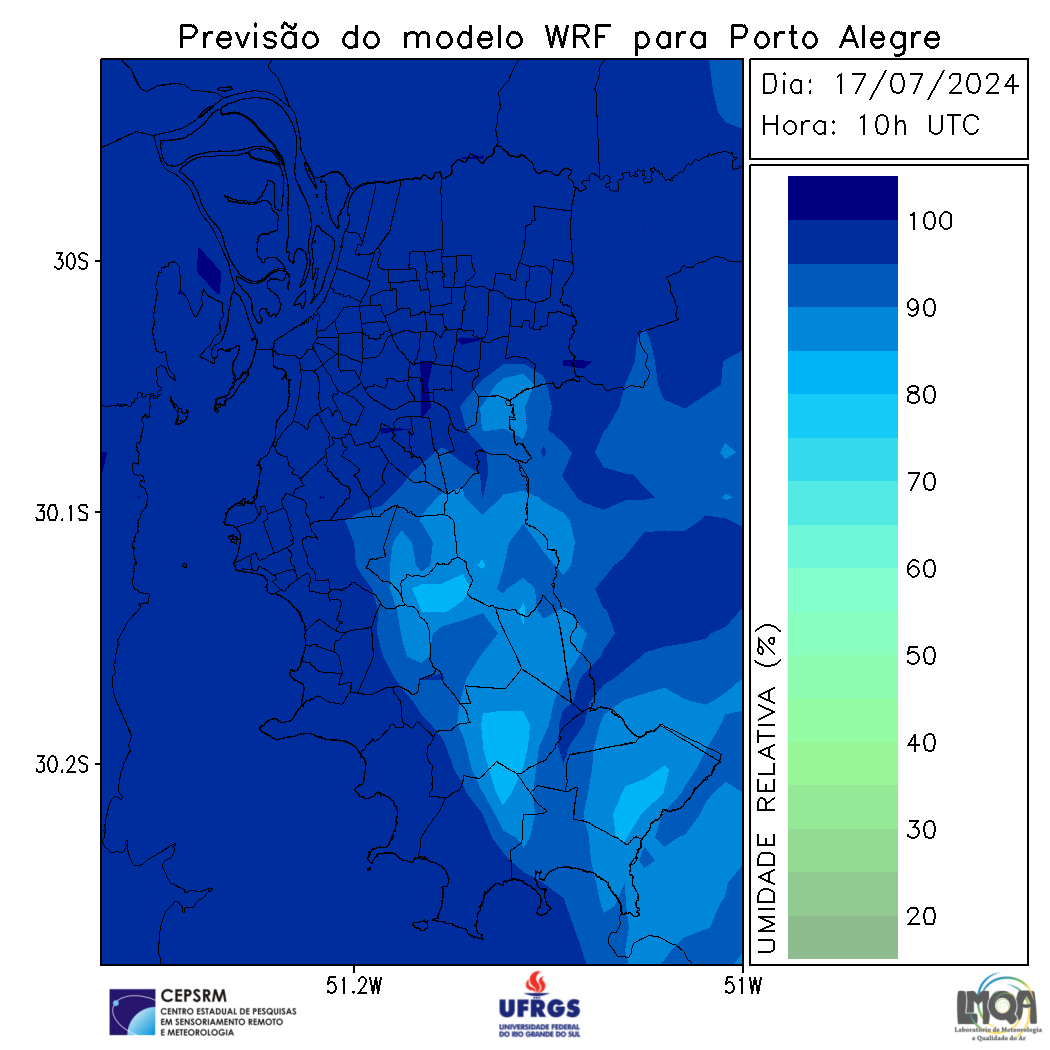 Previsão do modelo WRF para Porto Alegre
Dia: 17/07/2024
Hora: 10h UTC
100
90
80
70
60
50
40
30
20
UMIDADE RELATIVA (%)
30S
30.1S
30.2S
51.2W
51W
CEPSRM
CENTRO ESTADUAL DE PESQUISAS
EM SENSORIAMENTO REMOTO
E METEOROLOGIA
UFRGS
UNIVERSIDADE FEDERAL
DO RIO GRANDE DO SUL
LMQA
Laboratório de Meteorologia
e Qualidade do Ar